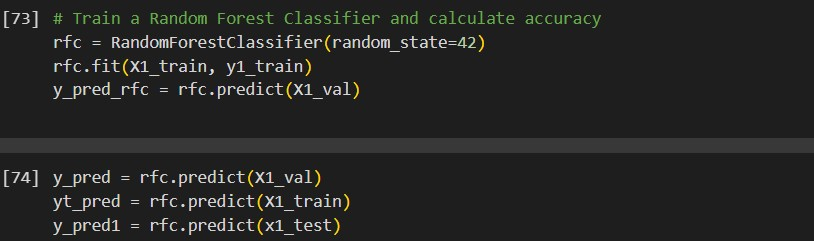 [73] # Train a Random Forest Classifier and calculate accuracy
rfc = RandomForestClassifier(random_state=42)
rfc.fit(X1_train, y1_train)
y_pred_rfc = rfc.predict(X1_val)
[74] y_pred = rfc.predict(X1_val)
yt_pred = rfc.predict(X1_train)
y_pred1 = rfc.predict(x1_test)